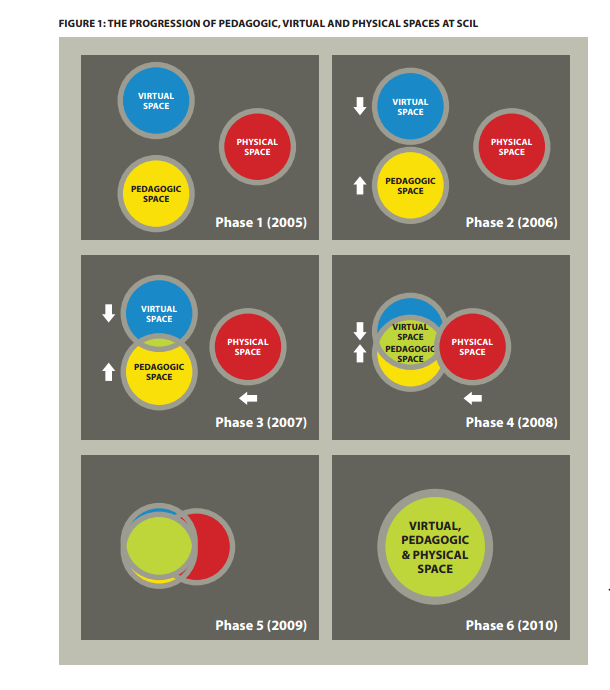 FIGURE 1: THE PROGRESSION OF PEDAGOGIC, VIRTUAL AND PHYSICAL SPACES AT SCIL
VIRTUAL
SPACE
PHYSICAL
SPACE
PEDAGOGIC
SPACE
Phase 1 (2005)
VIRTUAL
SPACE
PHYSICAL
SPACE
PEDAGOGIC
SPACE
Phase 2 (2006)
VIRTUAL
SPACE
PHYSICAL
SPACE
PEDAGOGIC
SPACE
Phase 3 (2007)
VIRTUAL
SPACE
PEDAGOGIC
SPACE
PHYSICAL
SPACE
Phase 4 (2008)
Phase 5 (2009)
VIRTUAL,
PEDAGOGIC
& PHYSICAL
SPACE
Phase 6 (2010)